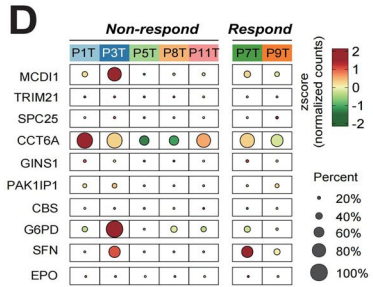 D
Non-respond Respond
P1T P3T P5T P8T P11T P7T P9T
MCDI1
TRIM21
SPC25
CCT6A
GINS1
PAK1IP1
CBS
G6PD
SFN
EPO
zscore
(normalized counts)
2
1
0
-1
-2
Percent
20%
40%
60%
80%
100%